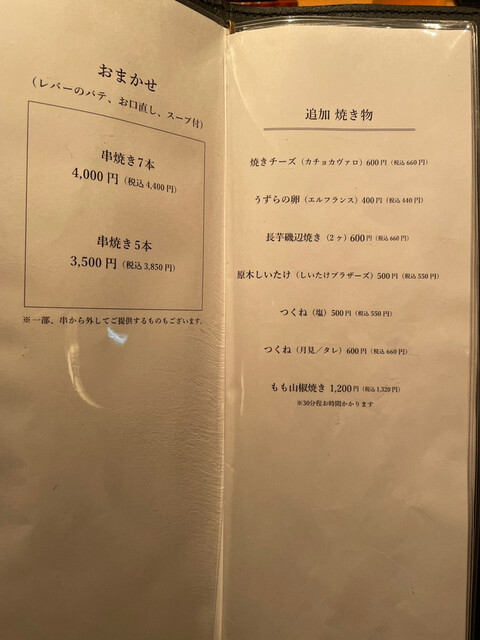 おまかせ
(レバーのパテ、お口直し、スープ付)
串焼き7本
4,000円(税込4,400円)
串焼き5本
3,500円(税込3,850円)
※一部、串から外してご提供するものもございます.
追加 焼き物
焼きチーズ(カチョカヴァロ)600円(税込660円)
うずらの卵(エルフランス)400円(税込440円)
長芋磯辺焼き(2ヶ)600円(税込660円)
原木しいたけ(しいたけブラザーズ)500円(税込550円)
つくね(塩)500円(税込550円)
つくね(月見/タレ)600円(税込660円)
もも山椒焼き 1,200円(税込1,320円)
※30分程お時間かかります